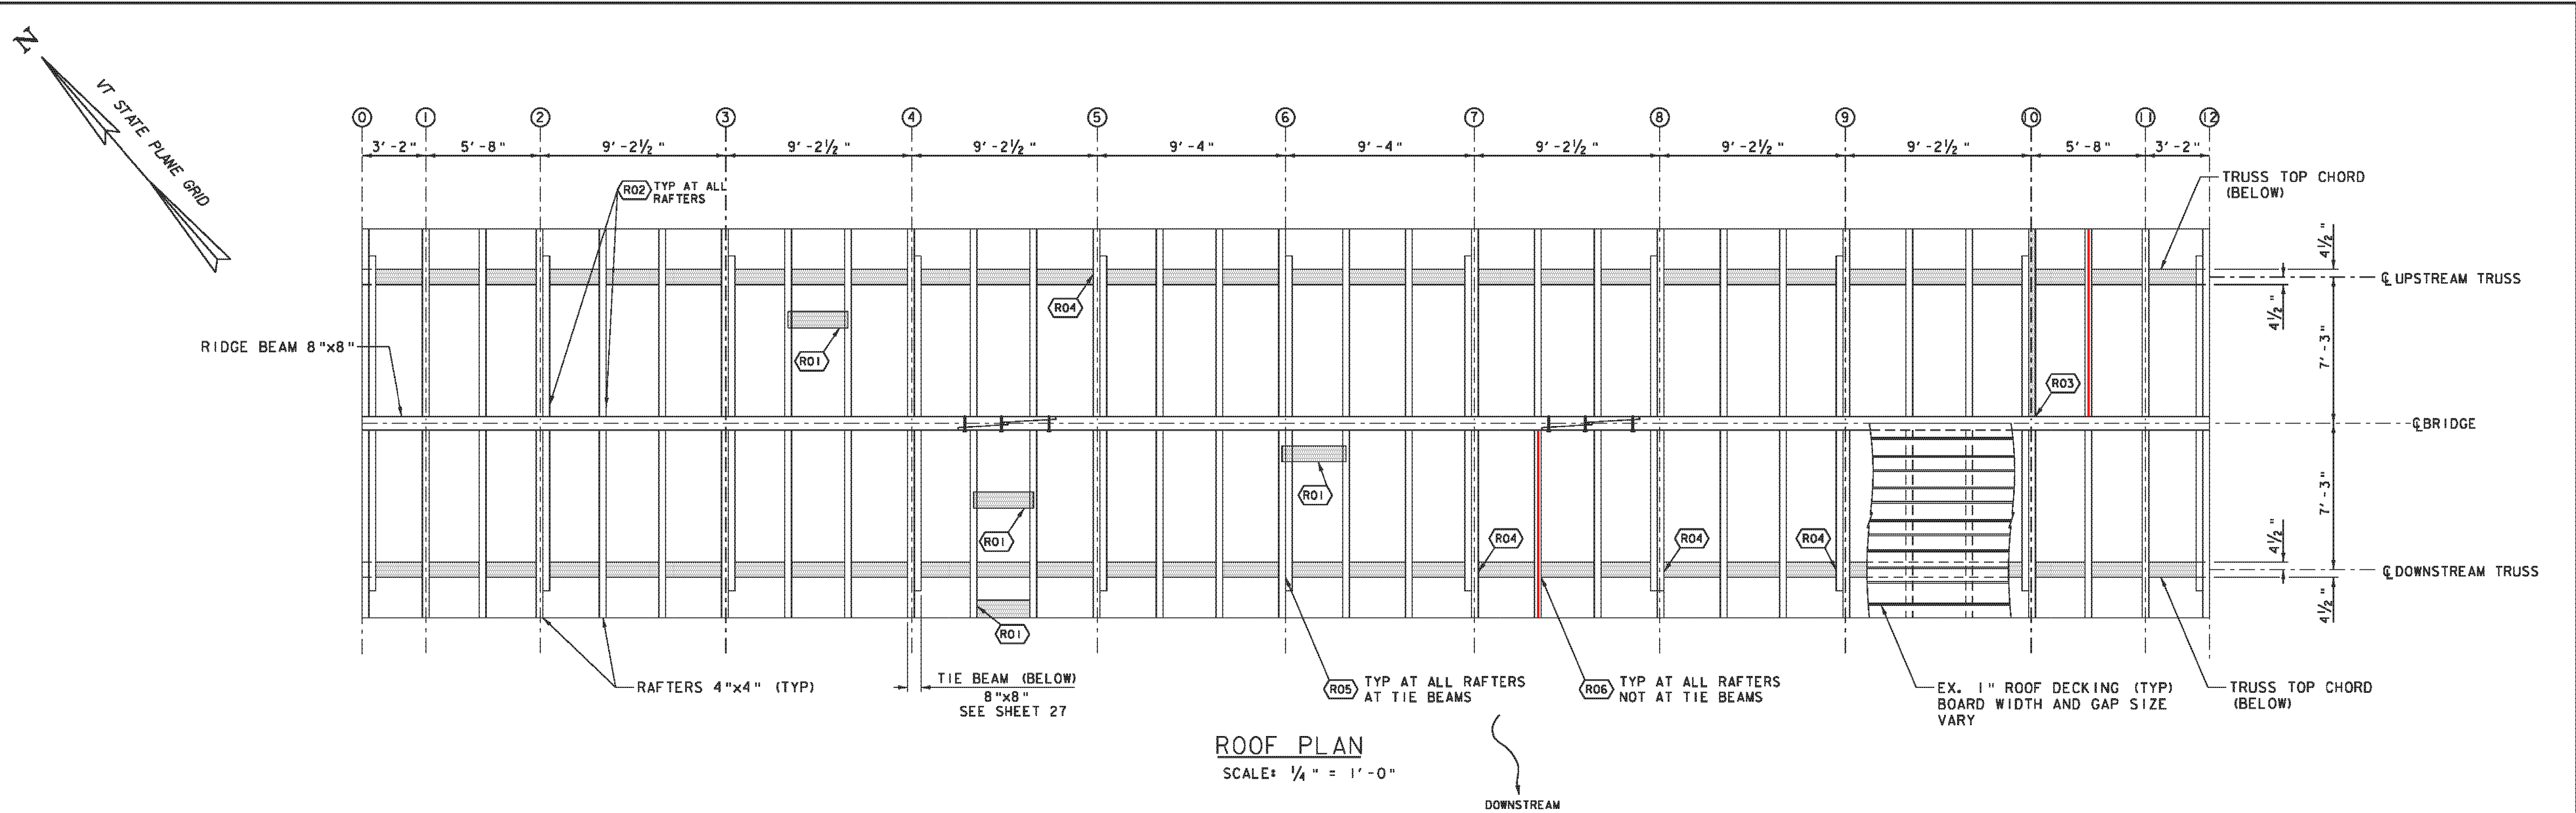 N
VT STATE PLANE GRID
0 1 2 3 4 5 6 7 8 9 10 11 12
3'-2" 5'-8" 9'-2½" 9'-2½" 9'-2½" 9'-4" 9'-4" 9'-2½" 9'-2½" 9'-2½" 5'-8" 3'-2"
R02 TYP AT ALL
RAFTERS
TRUSS TOP CHORD
(BELOW)
4½"
℄ UPSTREAM TRUSS
4½"
R04
R01
RIDGE BEAM 8"x8"
7'-3"
R03
℄ BRIDGE
R01
R01
7'-3"
R04
R04
R04
4½"
℄ DOWNSTREAM TRUSS
4½"
R01
RAFTERS 4"x4" (TYP)
TIE BEAM (BELOW)
8"x8"
SEE SHEET 27
R05 TYP AT ALL RAFTERS
AT TIE BEAMS
R06 TYP AT ALL RAFTERS
NOT AT TIE BEAMS
EX. 1" ROOF DECKING (TYP)
BOARD WIDTH AND GAP SIZE
VARY
TRUSS TOP CHORD
(BELOW)
ROOF PLAN
SCALE: ¼" = 1'-0"
DOWNSTREAM